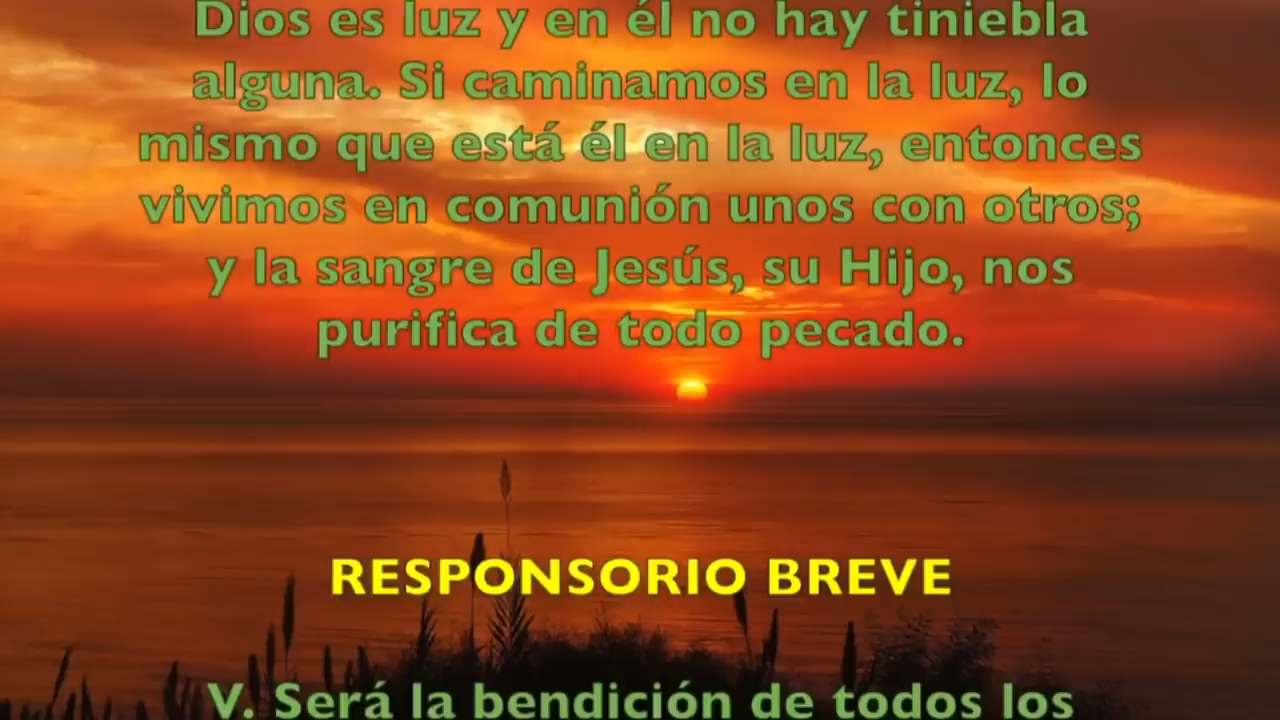 Dios es luz y en él no hay tiniebla
alguna. Si caminamos en la luz, lo
mismo que está él en la luz, entonces
vivimos en comunión unos con otros;
y la sangre de Jesús, su Hijo, nos
purifica de todo pecado.
RESPONSORIO BREVE
V. Será la bendición de todos los